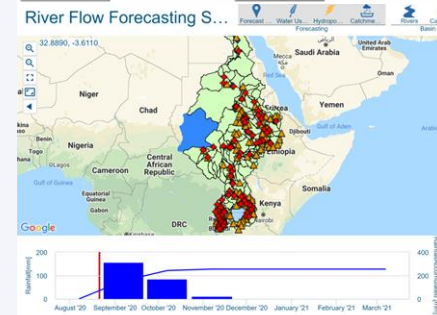 River Flow Forecasting S...
Forecast ...
Water Us...
Hydropo...
Catchme...
Rivers
Forecasting
Basin
32.8890, -3.6110
Mecca
Saudi Arabia
United Arab
Emirates
Oman
Red Sea
Niger
Chad
Eritrea
Yemen
Gulf of Aden
Djibouti
Benin
Togo
Nigeria
Lagos
Ethiopia
Central
African
Republic
Cameroon
Somalia
Gulf of Guinea
Equatorial
Guinea
Gabon
Kenya
Nairobi
DRC
Google
Rainfall[mm]
200
100
0
400
200
0
August '20
September '20
October '20
November '20
December '20
January '21
February '21
March '21